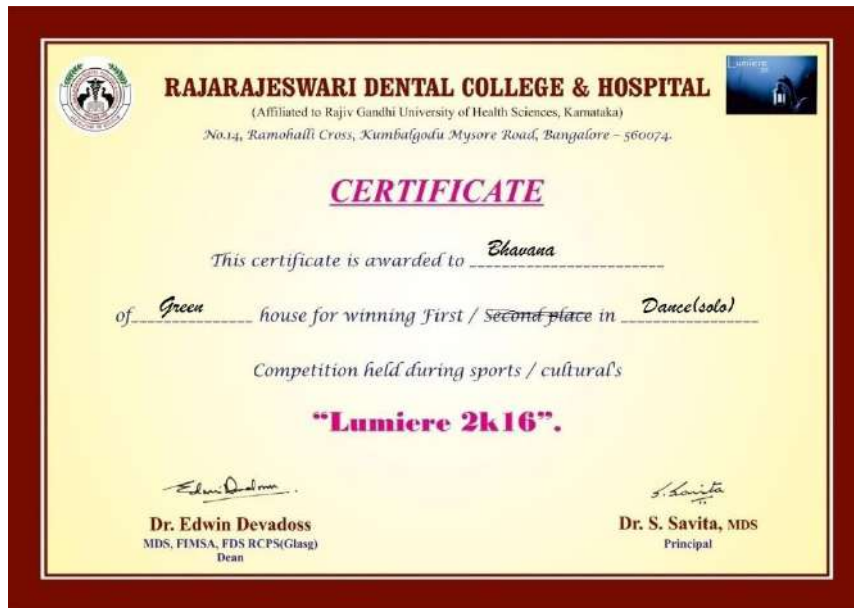 Lumiere
RAJARAJESWARI DENTAL COLLEGE & HOSPITAL
(Affiliated to Rajiv Gandhi University of Health Sciences, Karnataka)
No.14, Ramohalli Cross, Kumbalgodu Mysore Road, Bangalore – 560074.
CERTIFICATE
This certificate is awarded to Bhavana
of Green house for winning First / Second place in Dance(solo)
Competition held during sports / cultural's
“Lumiere 2k16”.
Dr. Edwin Devadoss
MDS, FIMSA, FDS RCPS(Glasg)
Dean
S. Savita
Dr. S. Savita, MDS
Principal